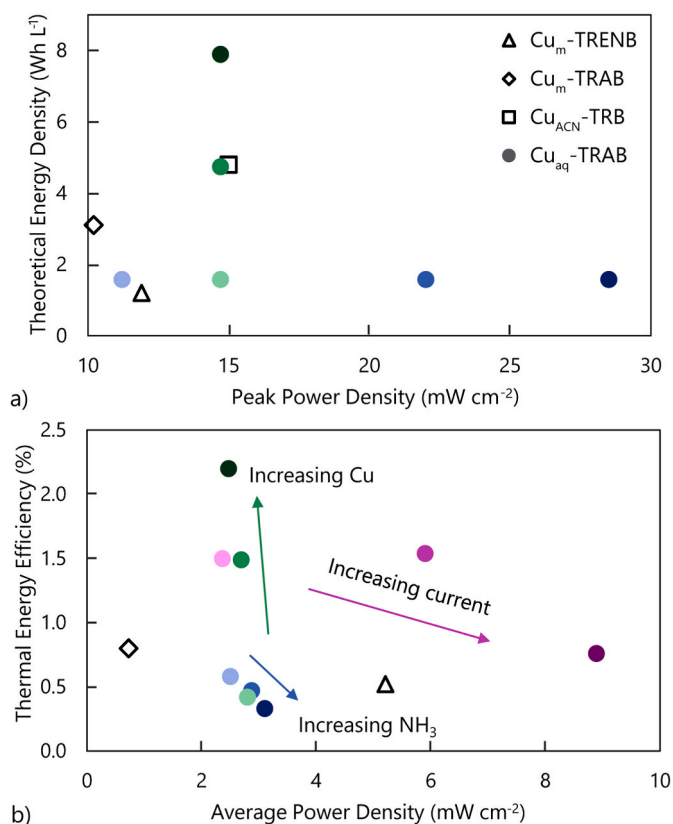 Theoretical Energy Density (Wh L⁻¹)
8
6
4
2
0
Cuₘ-TRENB
Cuₘ-TRAB
Cu_ACN-TRB
Cu_aq-TRAB
10
15
20
25
30
a)
Peak Power Density (mW cm⁻²)
Thermal Energy Efficiency (%)
2.5
2.0
1.5
1.0
0.5
0.0
Increasing Cu
Increasing current
Increasing NH₃
0
2
4
6
8
10
b)
Average Power Density (mW cm⁻²)